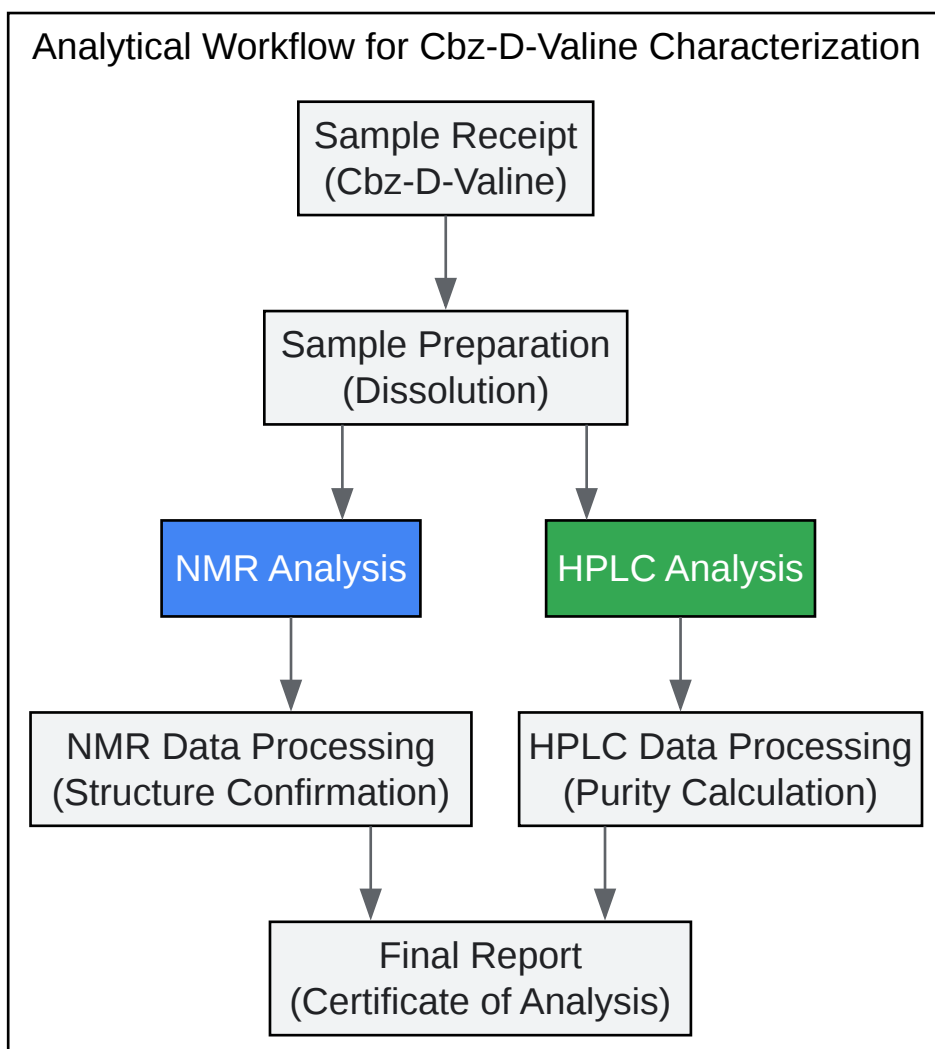 Analytical Workflow for Cbz-D-Valine Characterization
Sample Receipt
(Cbz-D-Valine)
Sample Preparation
(Dissolution)
NMR Analysis
HPLC Analysis
NMR Data Processing
(Structure Confirmation)
HPLC Data Processing
(Purity Calculation)
Final Report
(Certificate of Analysis)